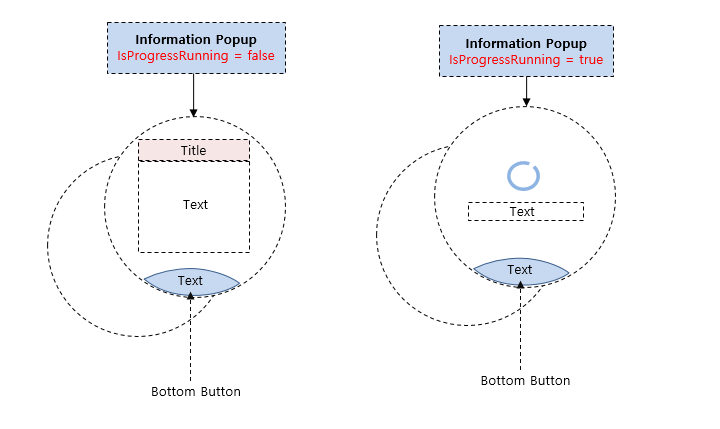 Information Popup
IsProgressRunning = false
Title
Text
Text
Bottom Button
Information Popup
IsProgressRunning = true
Text
Text
Bottom Button